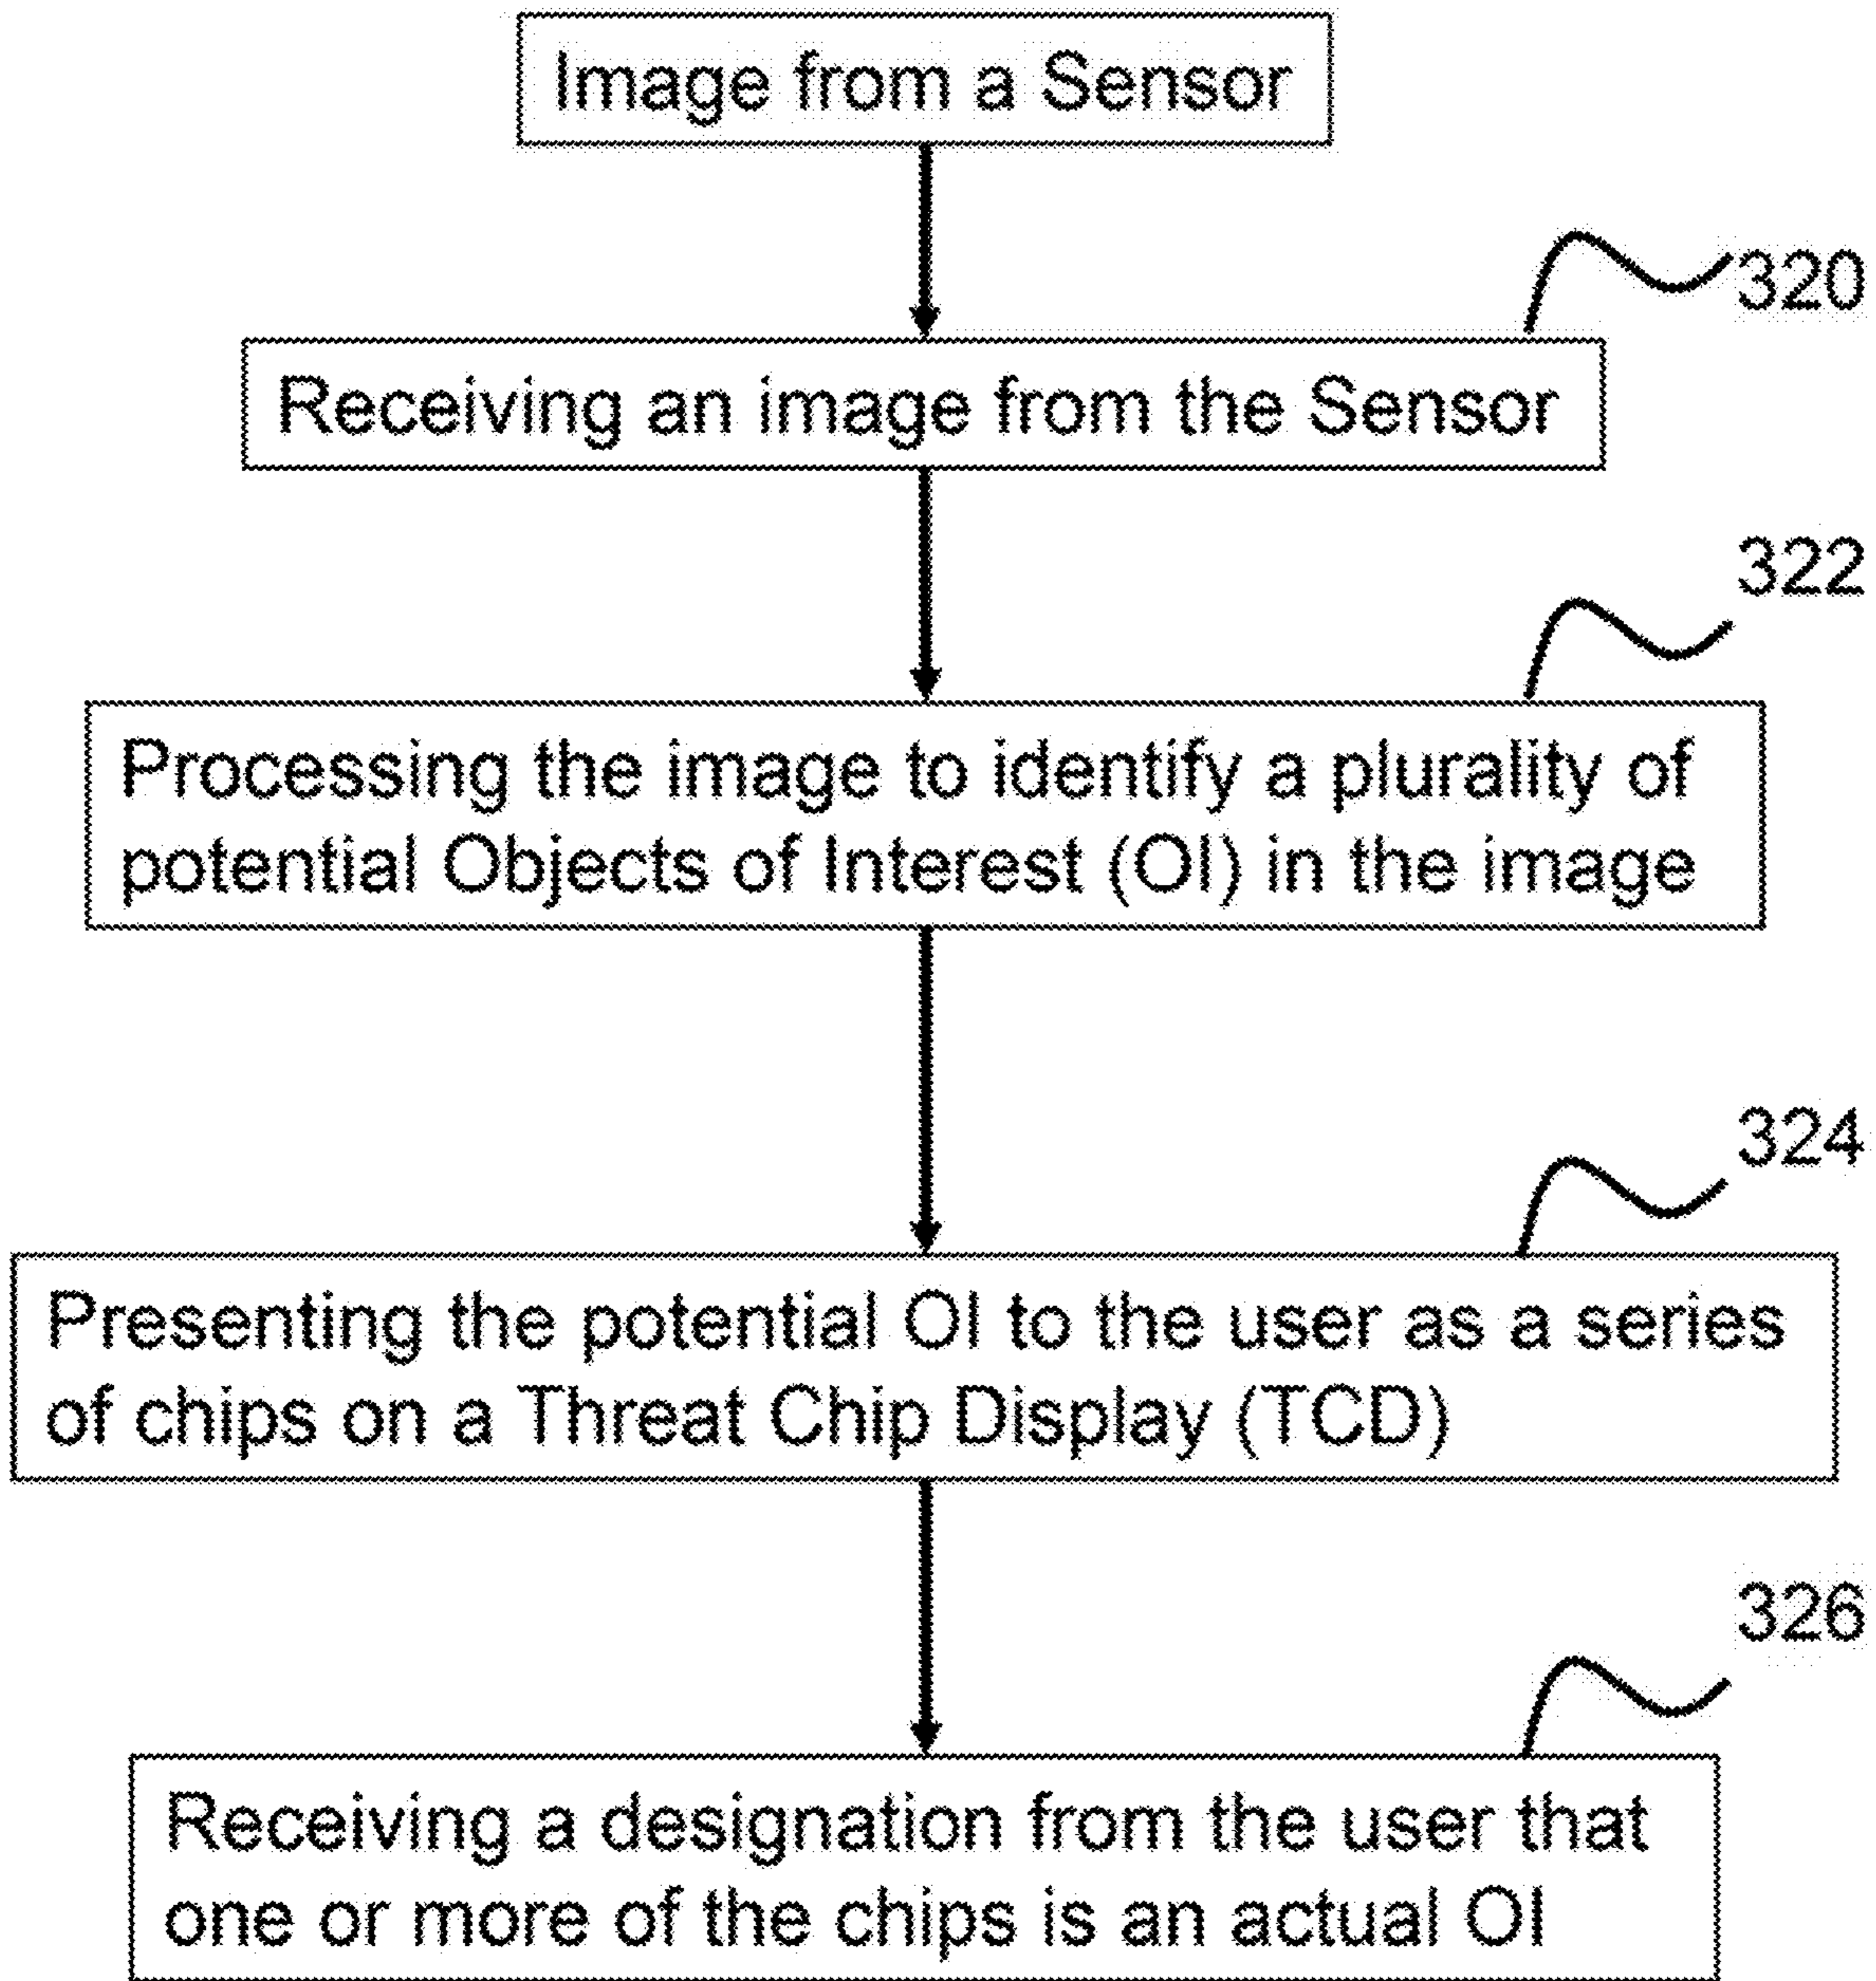 Image from a Sensor
320
Receiving an image from the Sensor
322
Processing the image to identify a plurality of
potential Objects of Interest (OI) in the image
324
Presenting the potential OI to the user as a series
of chips on a Threat Chip Display (TCD)
326
Receiving a designation from the user that
one or more of the chips is an actual OI